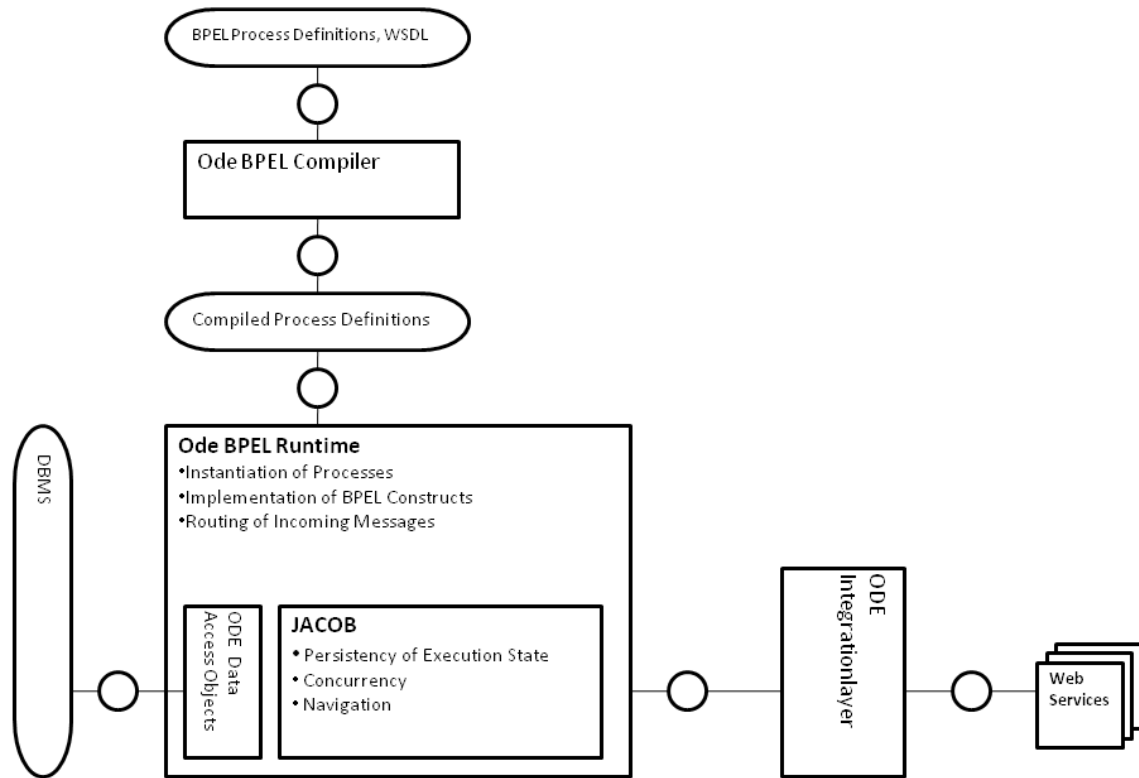 BPEL Process Definitions, WSDL
Ode BPEL Compiler
Compiled Process Definitions
DBMS
Ode BPEL Runtime
•Instantiation of Processes
•Implementation of BPEL Constructs
•Routing of Incoming Messages
ODE Data
Access Objects
JACOB
• Persistency of Execution State
• Concurrency
• Navigation
ODE
Integrationlayer
Web
Services